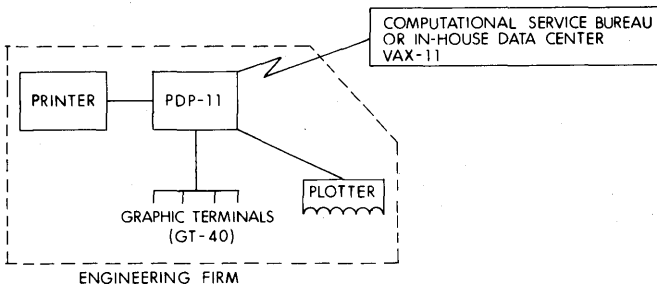 COMPUTATIONAL SERVICE BUREAU
OR IN-HOUSE DATA CENTER
VAX-11
PRINTER
PDP-11
PLOTTER
GRAPHIC TERMINALS
(GT-40)
ENGINEERING FIRM